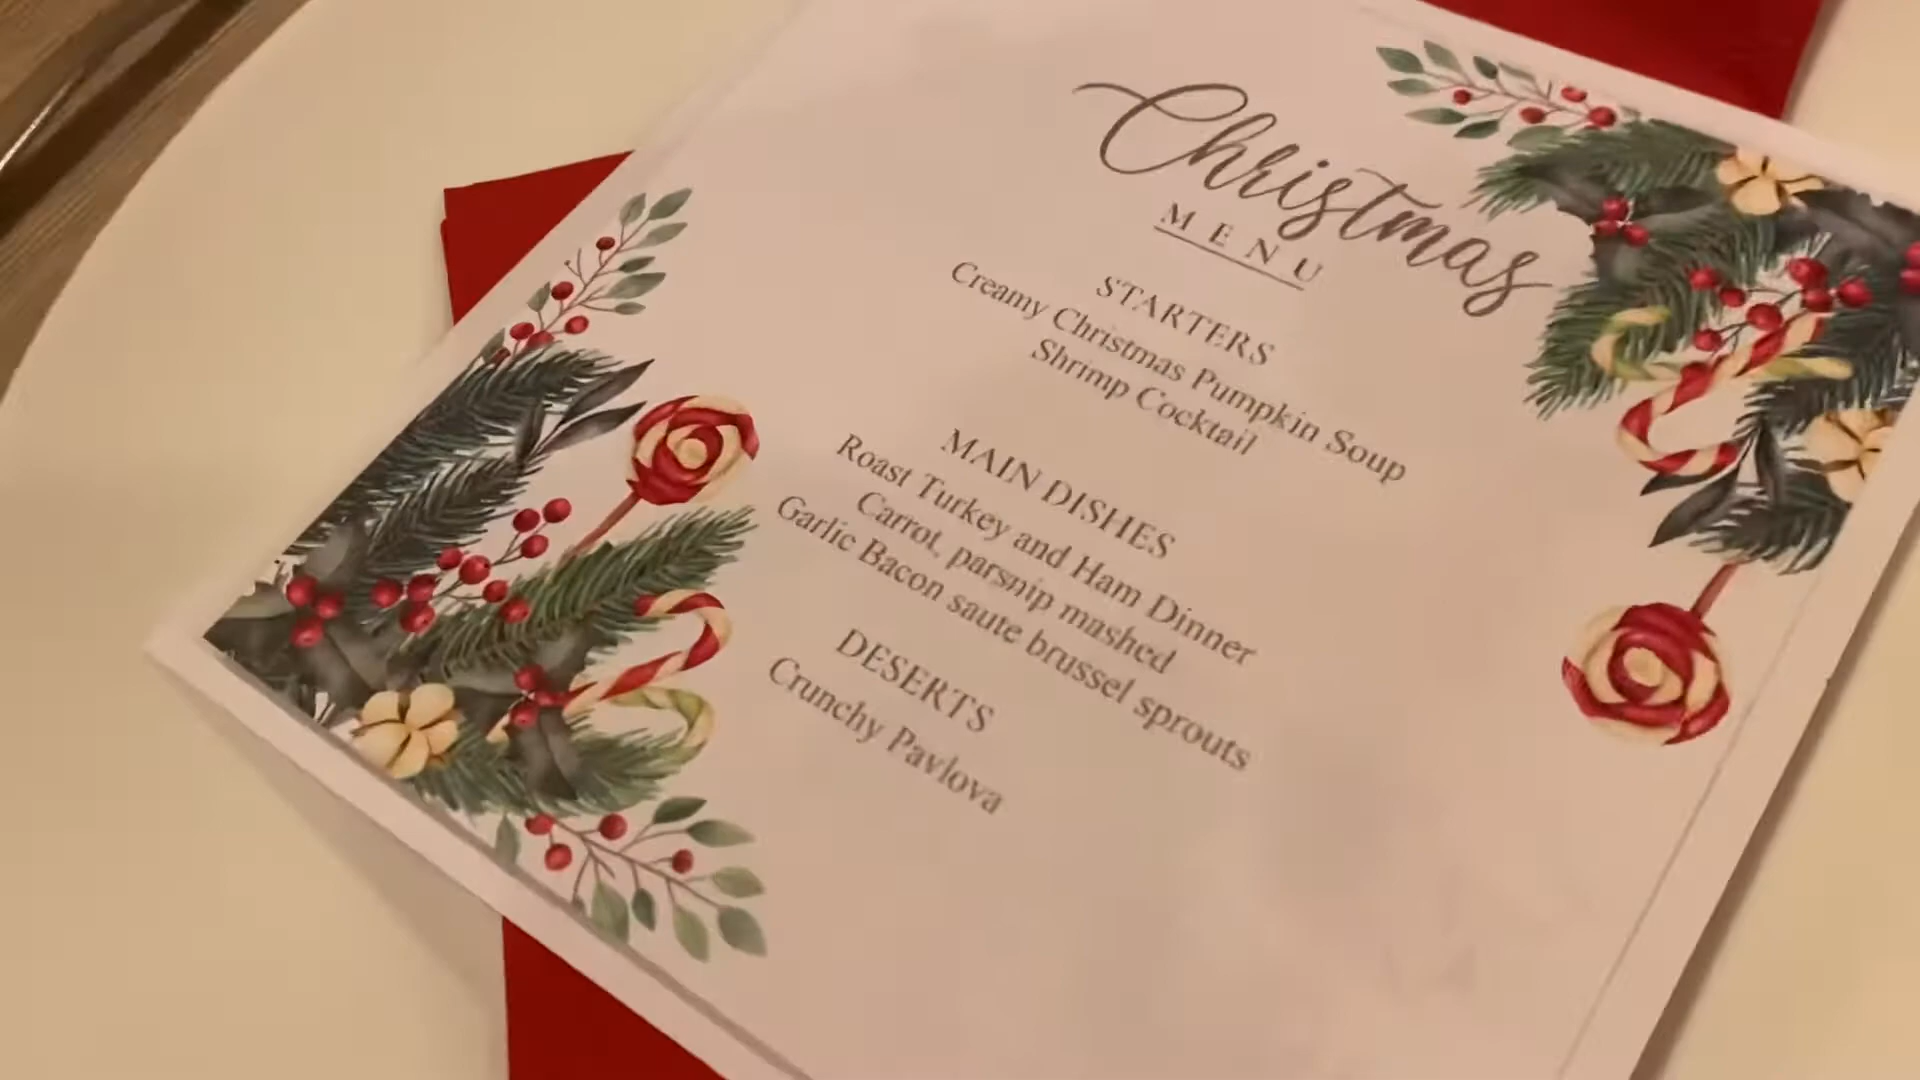 Christmas
MENU
STARTERS
Creamy Christmas Pumpkin Soup
Shrimp Cocktail
MAIN DISHES
Roast Turkey and Ham Dinner
Carrot, parsnip mashed
Garlic Bacon saute brussel sprouts
DESERTS
Crunchy Pavlova